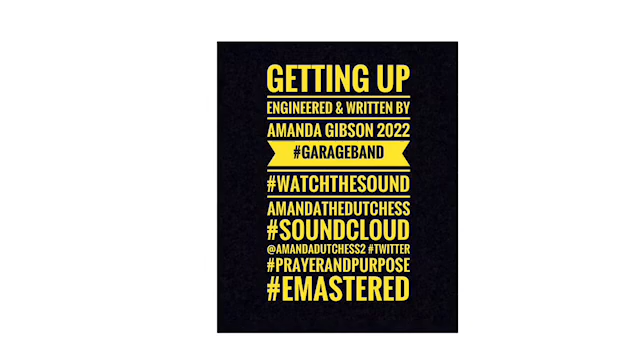 GETTING UP
ENGINEERED & WRITTEN BY
AMANDA GIBSON 2022
#GARAGEBAND
#WATCHTHESOUND
AMANDATHEDUTCHESS
#SOUNDCLOUD
@AMANDADUTCHESS2 #TWITTER
#PRAYERANDPURPOSE
#EMASTERED